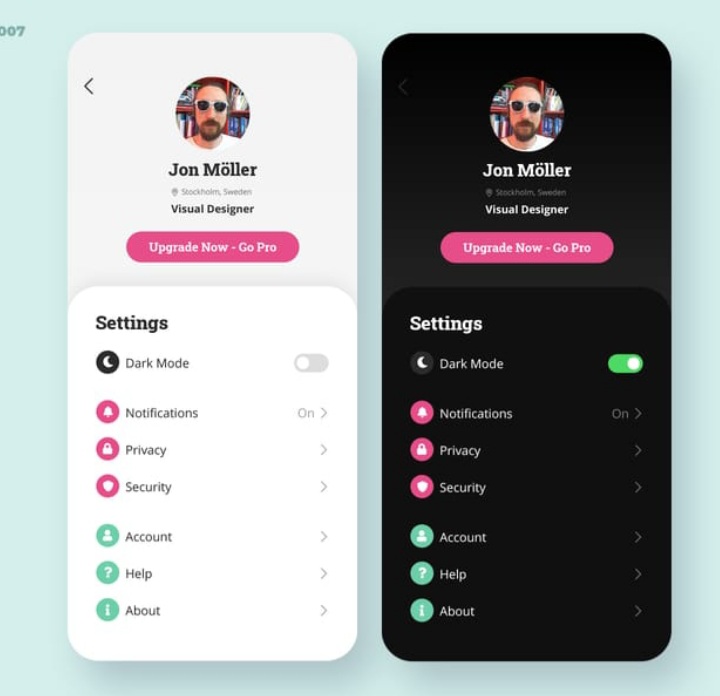 007
Jon Möller
Stockholm, Sweden
Visual Designer
Upgrade Now - Go Pro
Settings
Dark Mode
Notifications On
Privacy
Security
Account
? Help
i About
Jon Möller
Stockholm, Sweden
Visual Designer
Upgrade Now - Go Pro
Settings
Dark Mode
Notifications On
Privacy
Security
Account
? Help
i About